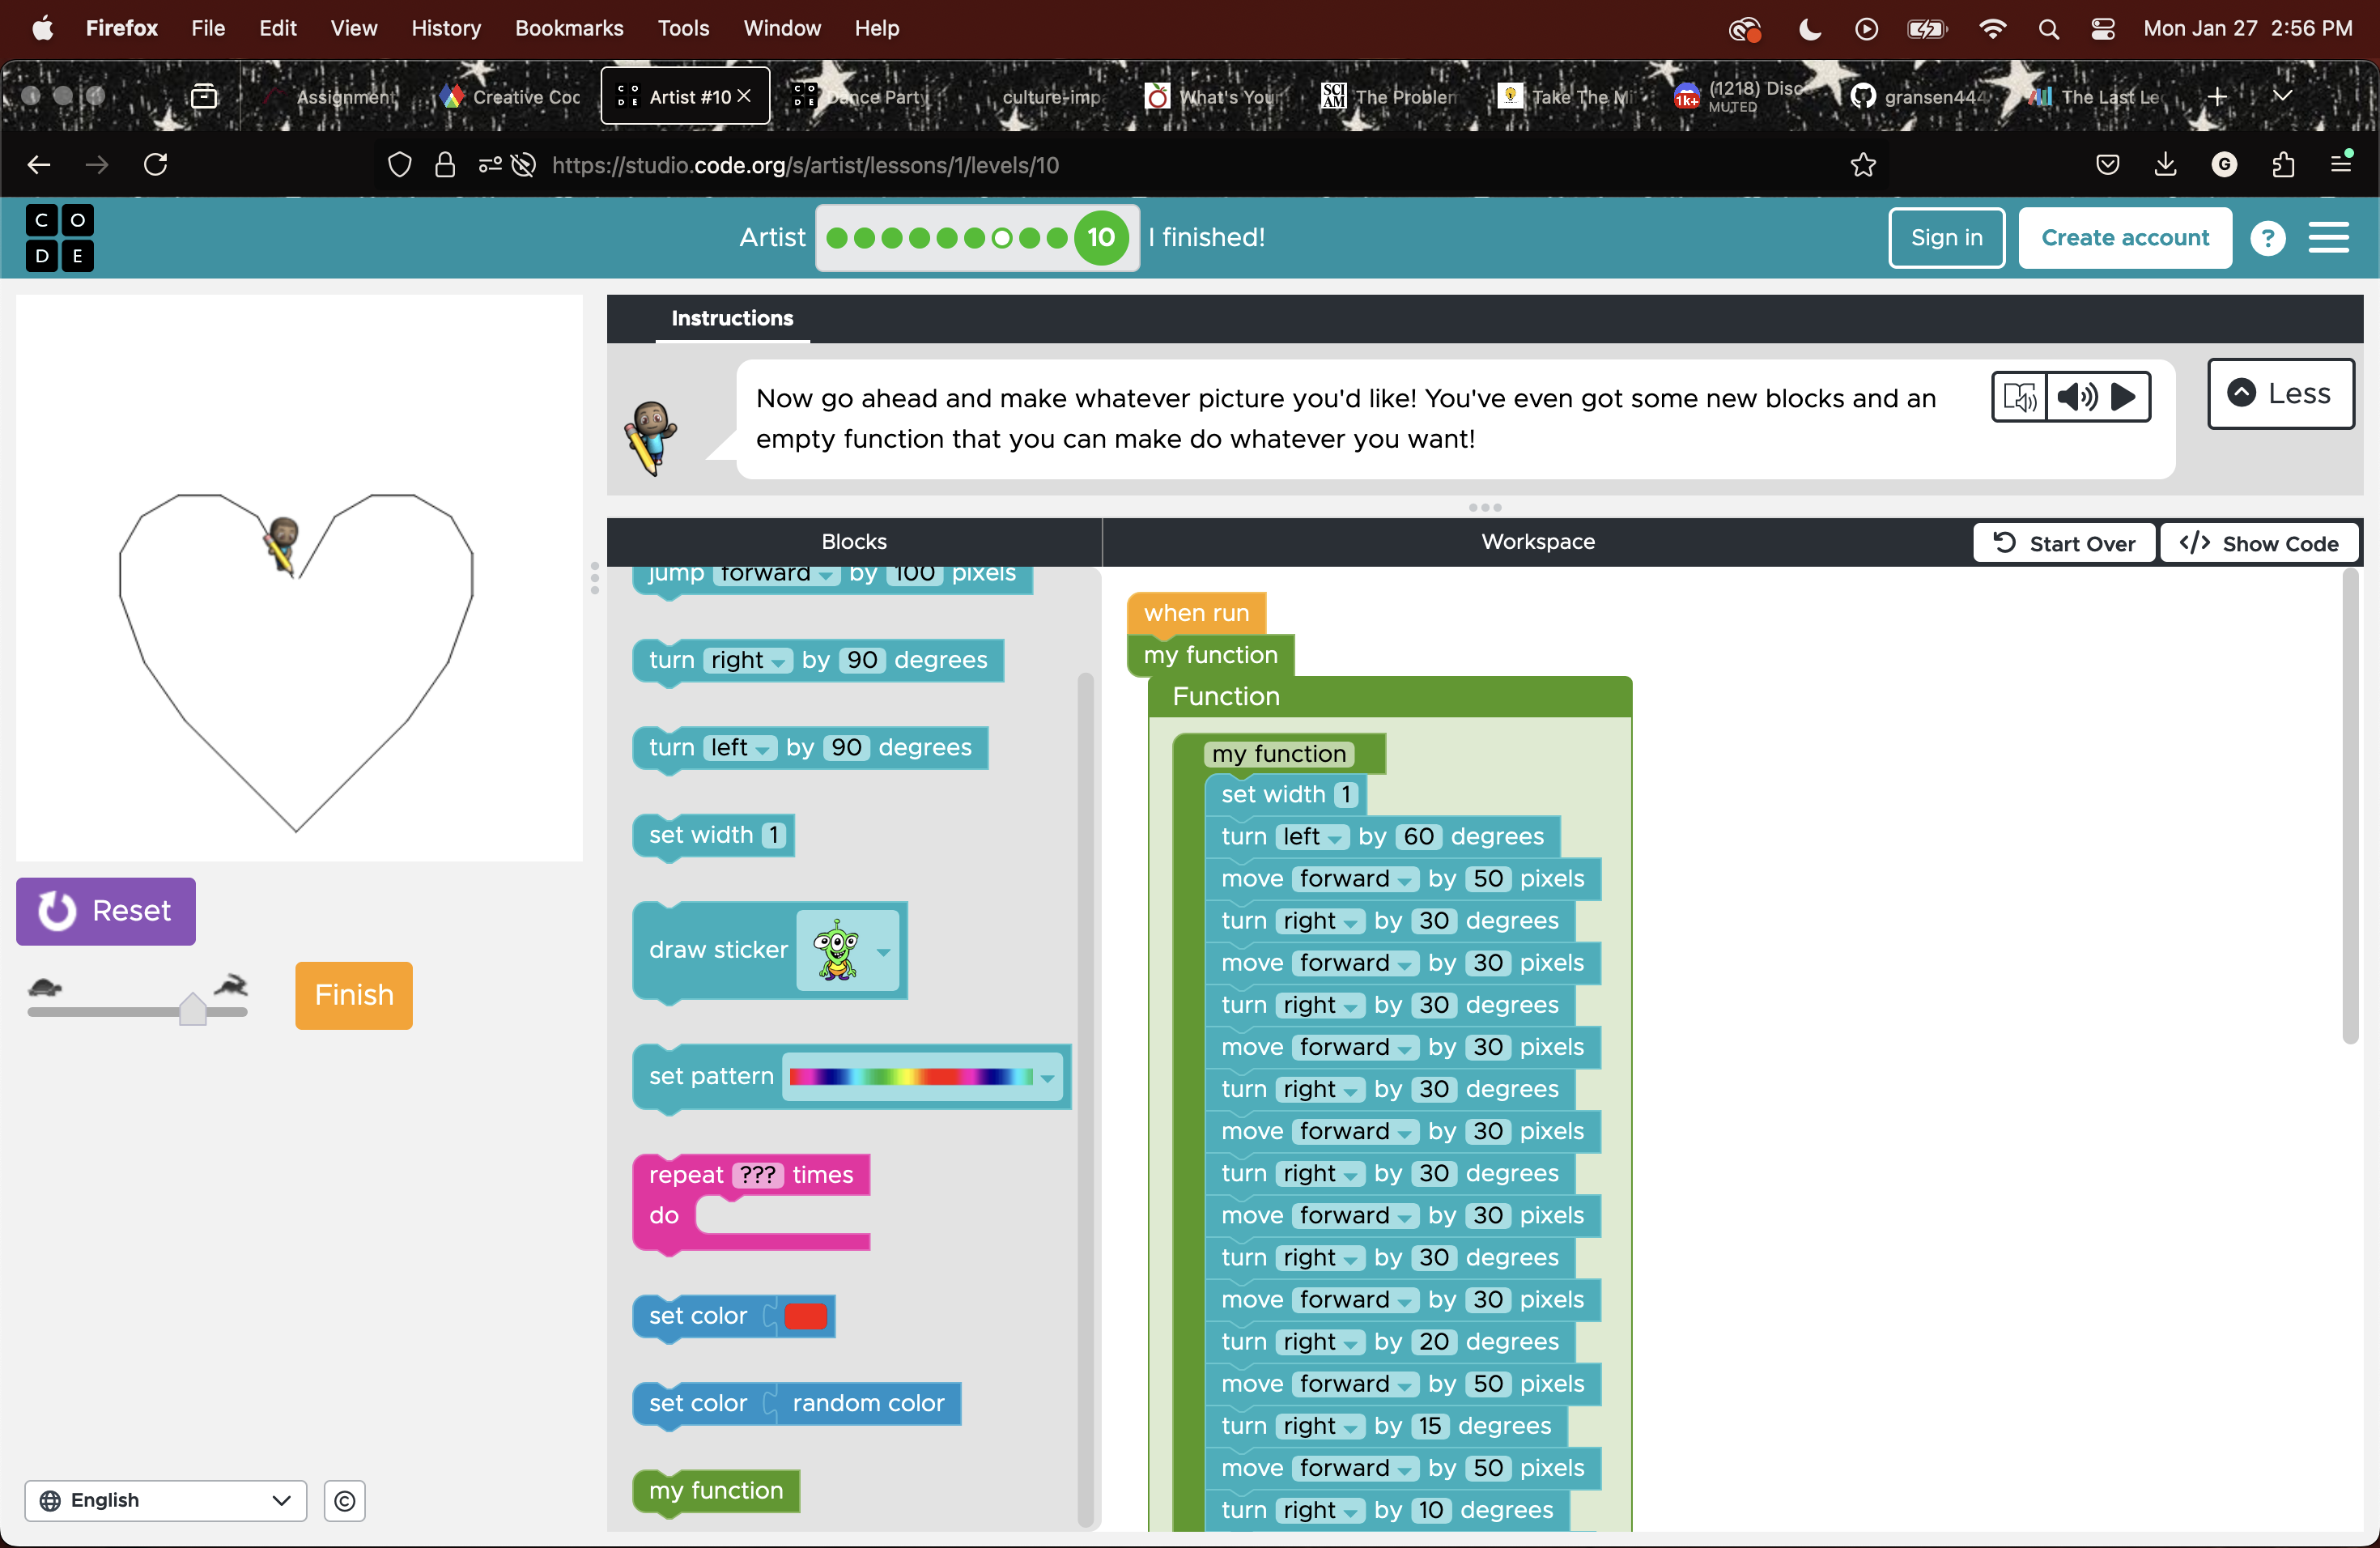 Firefox File Edit View History Bookmarks Tools Window Help Mon Jan 27 2:56 PM
Assignment Creative Coc CODE Artist #10 CODE Dance Party culture-imp What's Your SCI AM The Problem Take The Mi 1k+ (1218) Disc gransen444 The Last Le
MUTED
https://studio.code.org/s/artist/lessons/1/levels/10 G
C O
D E
Artist 10 I finished! Sign in Create account ?
Instructions
Now go ahead and make whatever picture you'd like! You've even got some new blocks and an
empty function that you can make do whatever you want!
Less
Blocks Workspace Start Over </> Show Code
jump forward by 100 pixels
turn right by 90 degrees
turn left by 90 degrees
set width 1
draw sticker
set pattern
repeat ??? times
do
set color
set color random color
my function
when run
my function
Function
my function
set width 1
turn left by 60 degrees
move forward by 50 pixels
turn right by 30 degrees
move forward by 30 pixels
turn right by 30 degrees
move forward by 30 pixels
turn right by 30 degrees
move forward by 30 pixels
turn right by 30 degrees
move forward by 30 pixels
turn right by 30 degrees
move forward by 30 pixels
turn right by 20 degrees
move forward by 50 pixels
turn right by 15 degrees
move forward by 50 pixels
turn right by 10 degrees
Reset
Finish
English ©